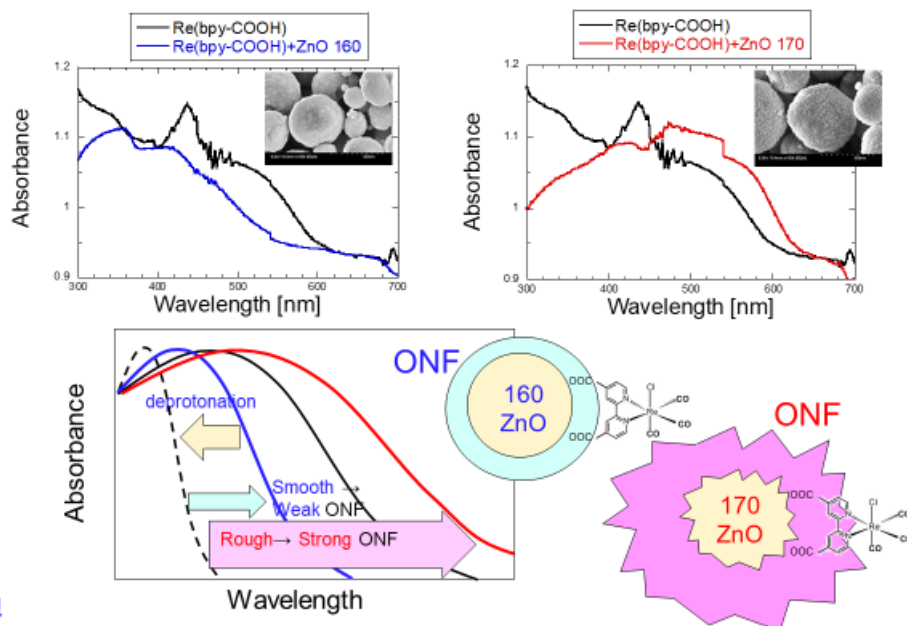 Re(bpy-COOH)
Re(bpy-COOH)+ZnO 160
1.2
1.1
1
0.9
Absorbance
300 400 500 600 700
Wavelength [nm]
Re(bpy-COOH)
Re(bpy-COOH)+ZnO 170
1.2
1.1
1
0.9
Absorbance
300 400 500 600 700
Wavelength [nm]
Absorbance
deprotonation
Smooth →
Weak ONF
Rough→ Strong ONF
Wavelength
ONF
160
ZnO
OOC
OOC
N
N
Cl
Re
CO
CO
CO
ONF
170
ZnO
OOC
OOC
N
N
Cl
Re
CO
CO
CO